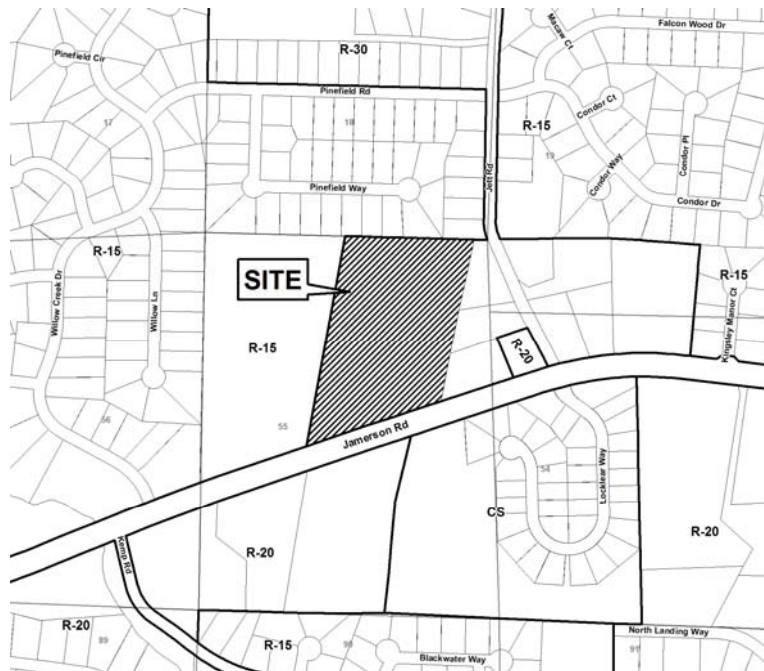 Macaw Ct
Falcon Wood Dr
R-30
Pinefield Cir
Pinefield Rd
Condor Ct
17
18
R-15
19
Condor Pl
Condor Way
Jett Rd
Pinefield Way
Condor Dr
R-15
SITE
R-15
Kingsley Manor Ct
Willow Creek Dr
Willow Ln
R-15
R-20
56
55
Jamerson Rd
54
Locklear Way
CS
R-20
R-20
Kemp Rd
R-20
89
R-15
90
Blackwater Way
North Landing Way
91